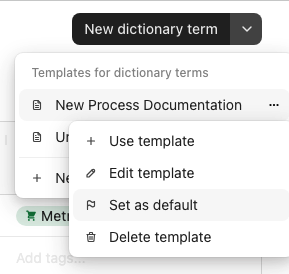 New dictionary term
Templates for dictionary terms
New Process Documentation
Use template
Edit template
Set as default
Delete template
Add tags...